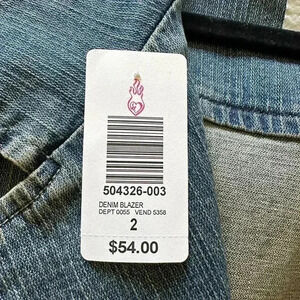 504326-003
DENIM BLAZER
DEPT 0055 VEND 5358
2
$54.00